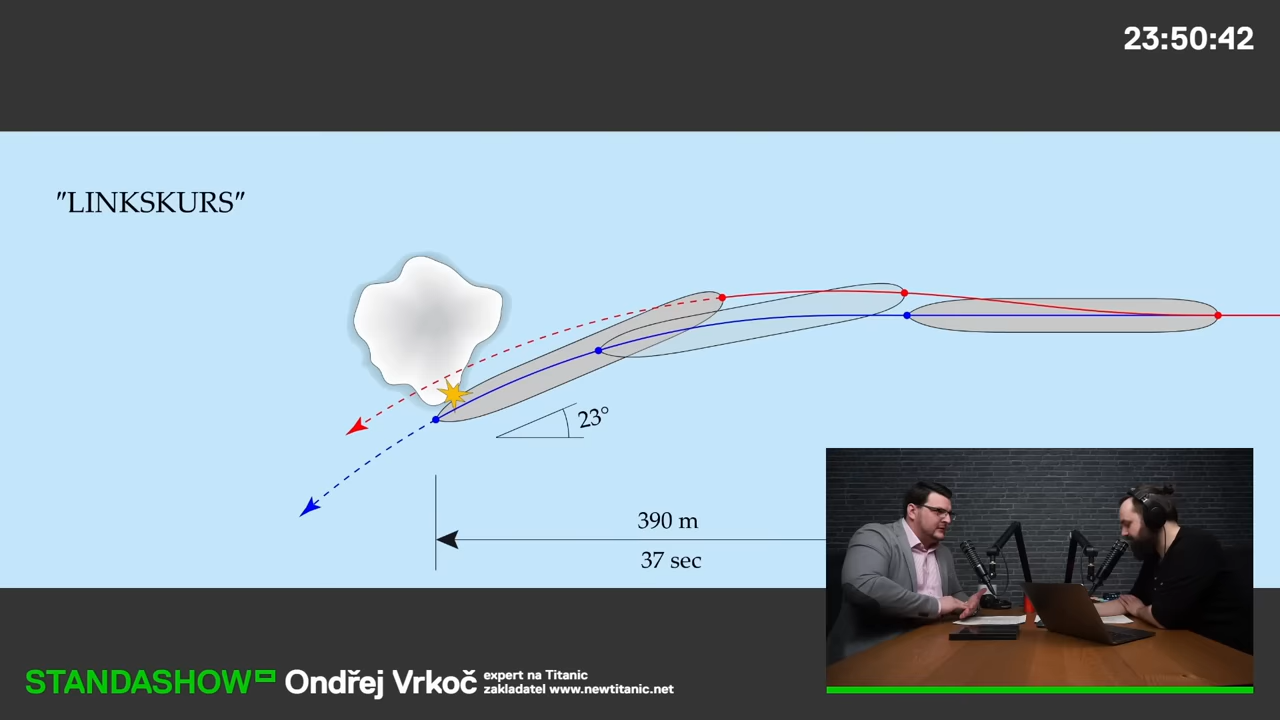 23:50:42
"LINKSKURS"
23°
390 m
37 sec
STANDASHOW Ondřej Vrkoč
expert na Titanic
zakladatel www.newtitanic.net